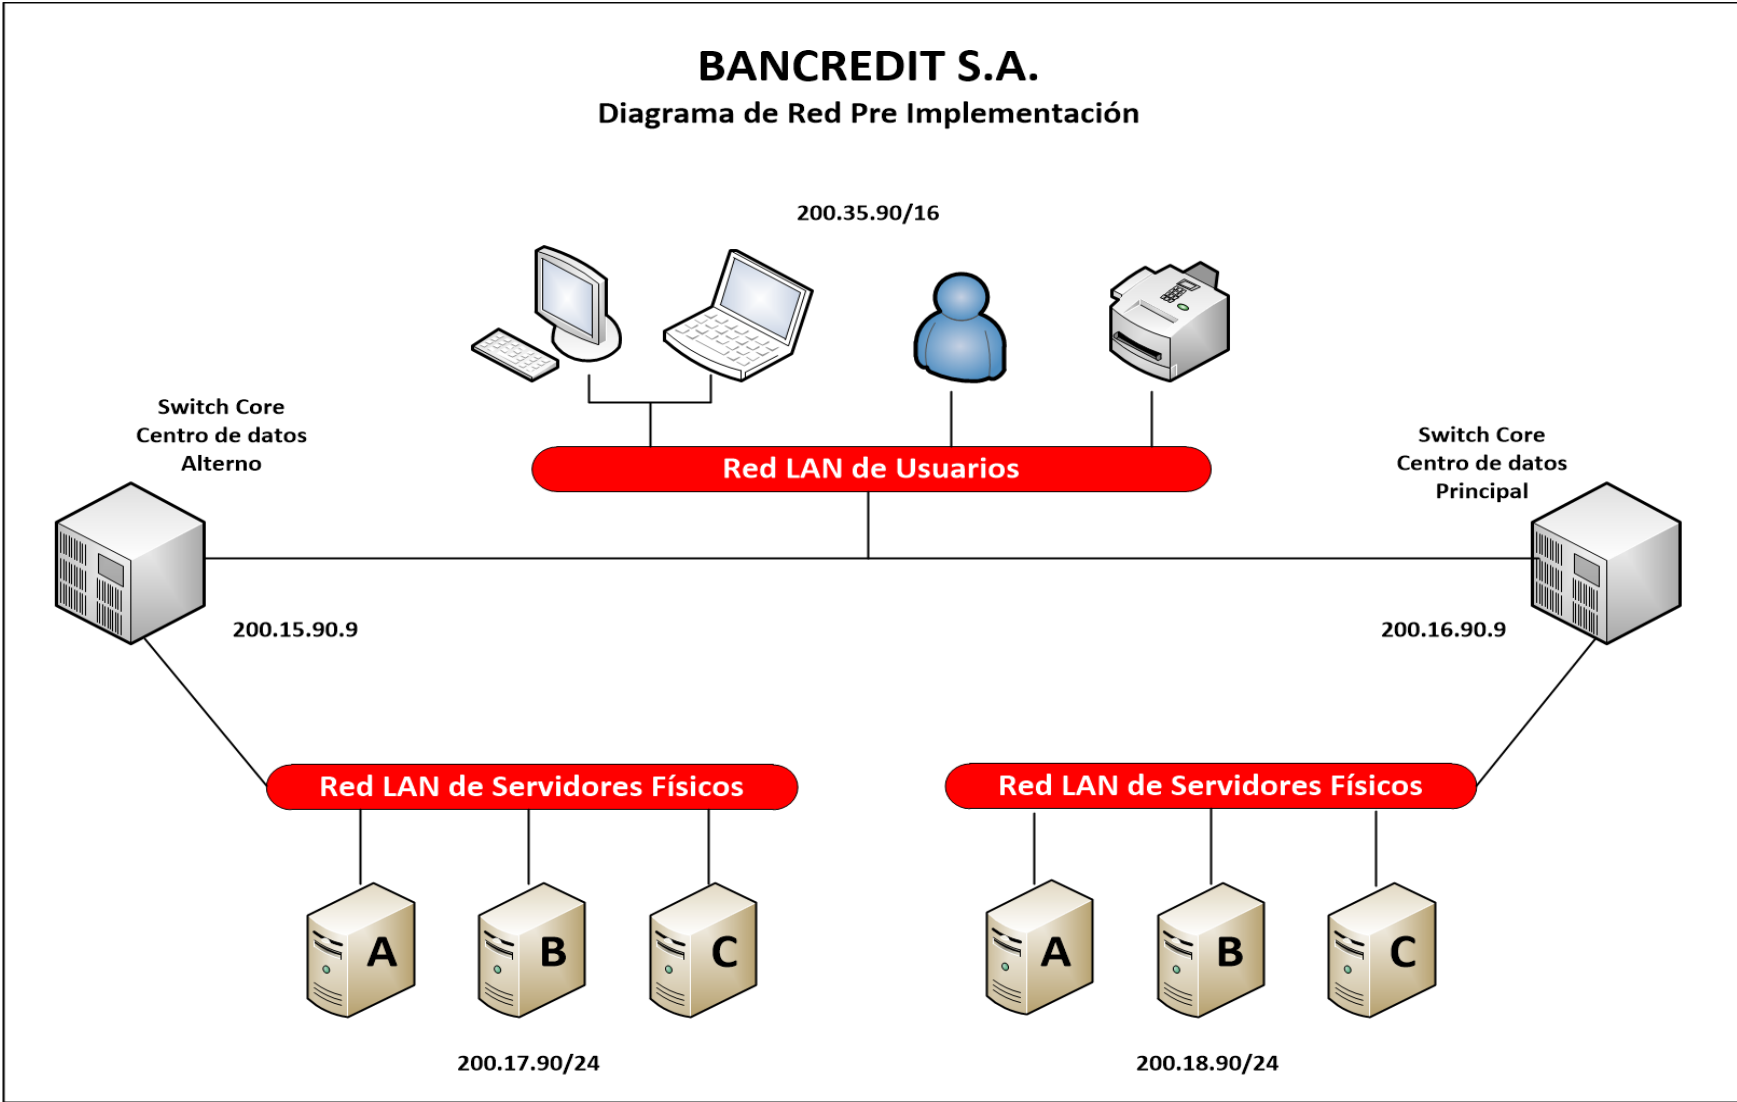 BANCREDIT S.A.
Diagrama de Red Pre Implementación
200.35.90/16
Switch Core
Centro de datos
Alterno
Red LAN de Usuarios
Switch Core
Centro de datos
Principal
200.15.90.9
200.16.90.9
Red LAN de Servidores Físicos
Red LAN de Servidores Físicos
A
B
C
A
B
C
200.17.90/24
200.18.90/24